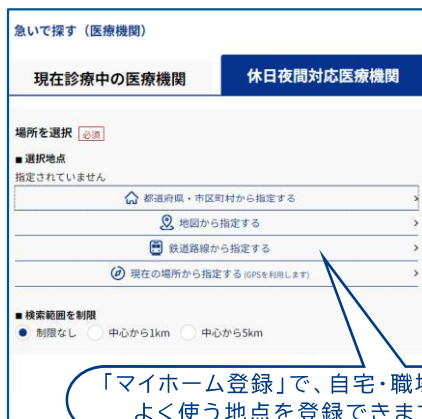 急いで探す（医療機関）
現在診療中の医療機関
休日夜間対応医療機関
場所を選択 必須
■ 選択地点
指定されていません
都道府県・市区町村から指定する
地図から指定する
鉄道路線から指定する
現在の場所から指定する (GPSを利用します)
■ 検索範囲を制限
制限なし 中心から1km 中心から5km
「マイホーム登録」で、自宅・職場
よく使う地点を登録できま